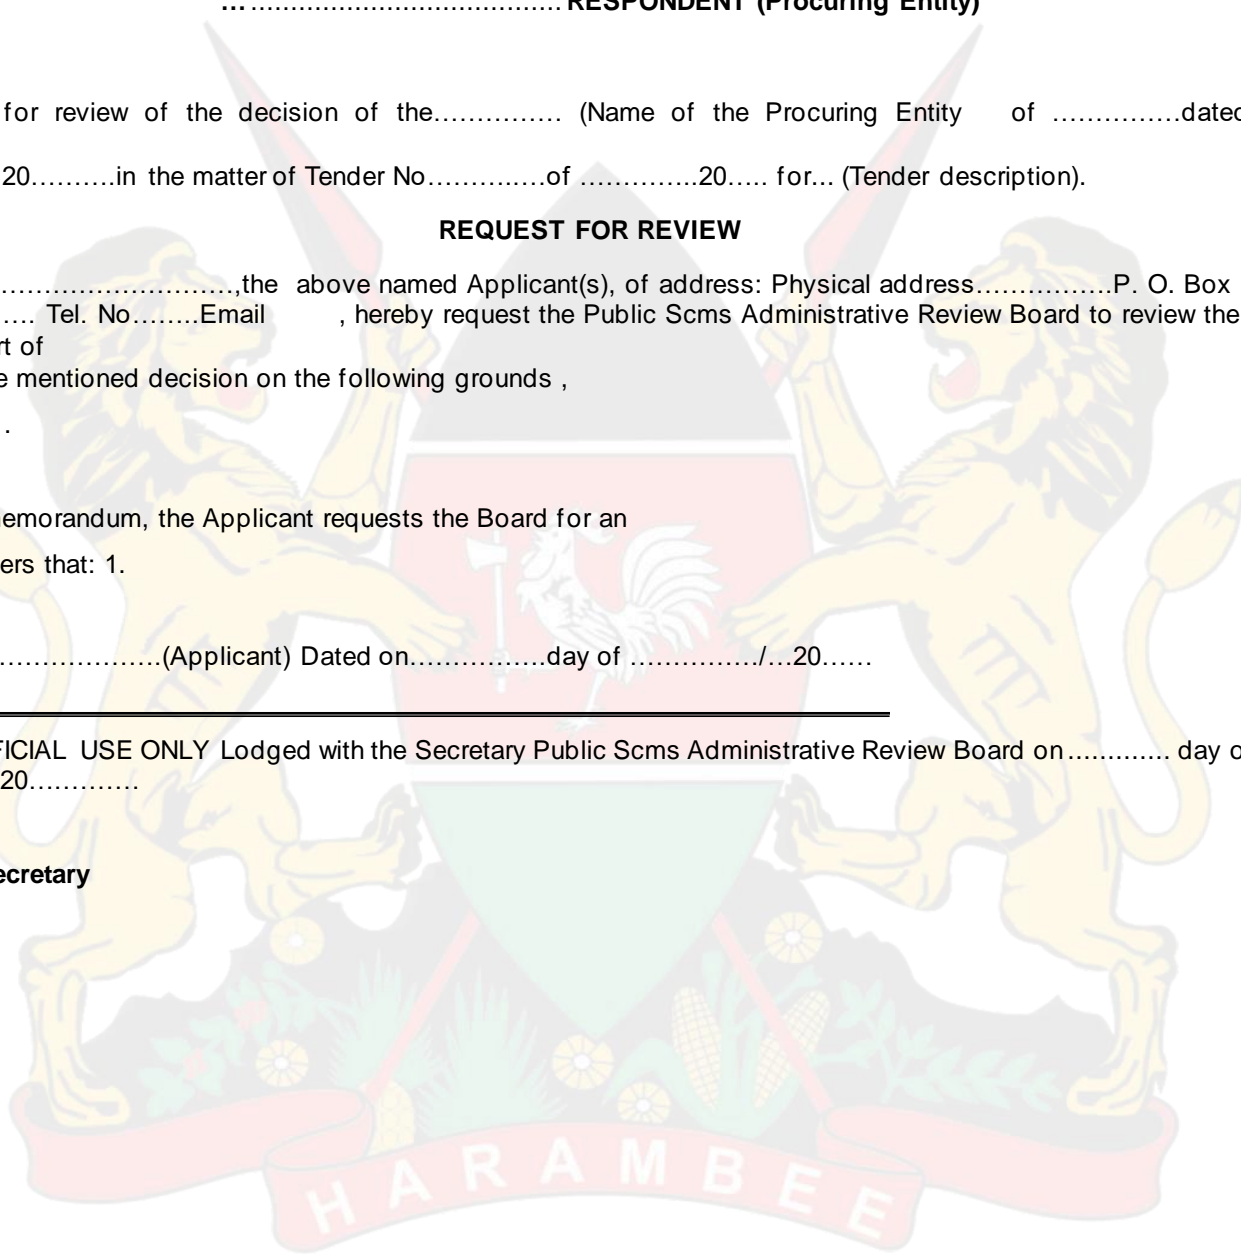 …....................................... RESPONDENT (Procuring Entity)
for review of the decision of the…………… (Name of the Procuring Entity of ……………dated
20……….in the matter of Tender No………..…of …………..20….. for... (Tender description).
REQUEST FOR REVIEW
………………………,the above named Applicant(s), of address: Physical address…………….P. O. Box
…. Tel. No……..Email , hereby request the Public Scms Administrative Review Board to review the
rt of
e mentioned decision on the following grounds ,
.
emorandum, the Applicant requests the Board for an
ers that: 1.
……………….(Applicant) Dated on…………….day of ……………/…20……
FICIAL USE ONLY Lodged with the Secretary Public Scms Administrative Review Board on............. day o
20…………
ecretary
HARAMBEE